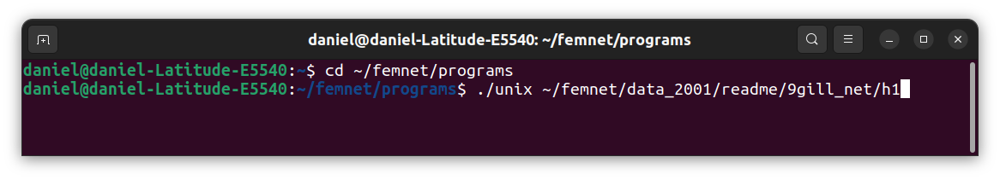 daniel@daniel-Latitude-E5540: ~/femnet/programs
daniel@daniel-Latitude-E5540:~$ cd ~/femnet/programs
daniel@daniel-Latitude-E5540:~/femnet/programs$ ./unix ~/femnet/data_2001/readme/9gill_net/h1